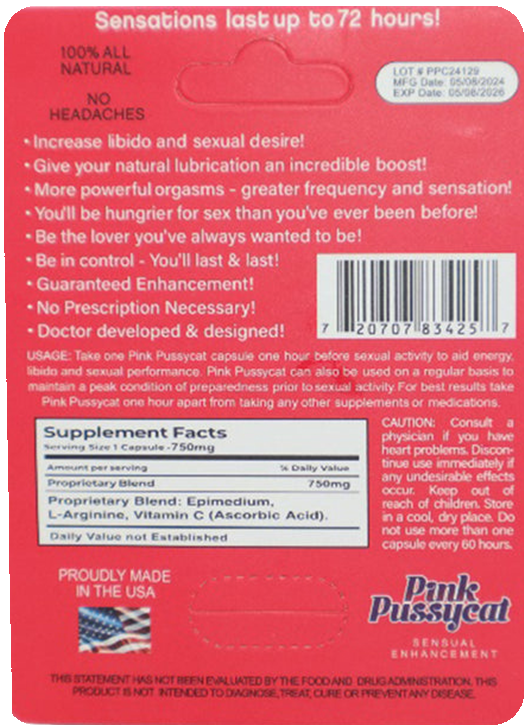 Sensations last up to 72 hours!
100% ALL
NATURAL
NO
HEADACHES
LOT # PPC24129
MFG Date: 05/08/2024
EXP Date: 05/08/2026
• Increase libido and sexual desire!
• Give your natural lubrication an incredible boost!
• More powerful orgasms - greater frequency and sensation!
• You'll be hungrier for sex than you've ever been before!
• Be the lover you've always wanted to be!
• Be in control - You'll last & last!
• Guaranteed Enhancement!
• No Prescription Necessary!
• Doctor developed & designed!
7 20707 83425 7
USAGE: Take one Pink Pussycat capsule one hour before sexual activity to aid energy,
libido and sexual performance. Pink Pussycat can also be used on a regular basis to
maintain a peak condition of preparedness prior to sexual activity. For best results take
Pink Pussycat one hour apart from taking any other supplements or medications.
Supplement Facts
Serving Size 1 Capsule -750mg
Amount per serving % Daily Value
Proprietary Blend 750mg
Proprietary Blend: Epimedium,
L-Arginine, Vitamin C (Ascorbic Acid).
Daily Value not Established
CAUTION: Consult a
physician if you have
heart problems. Discon-
tinue use immediately if
any undesirable effects
occur. Keep out of
reach of children. Store
in a cool, dry place. Do
not use more than one
capsule every 60 hours.
PROUDLY MADE
IN THE USA
Pink
Pussycat
SENSUAL
ENHANCEMENT
THIS STATEMENT HAS NOT BEEN EVALUATED BY THE FOOD AND DRUG ADMINISTRATION. THIS
PRODUCT IS NOT INTENDED TO DIAGNOSE, TREAT, CURE OR PREVENT ANY DISEASE.